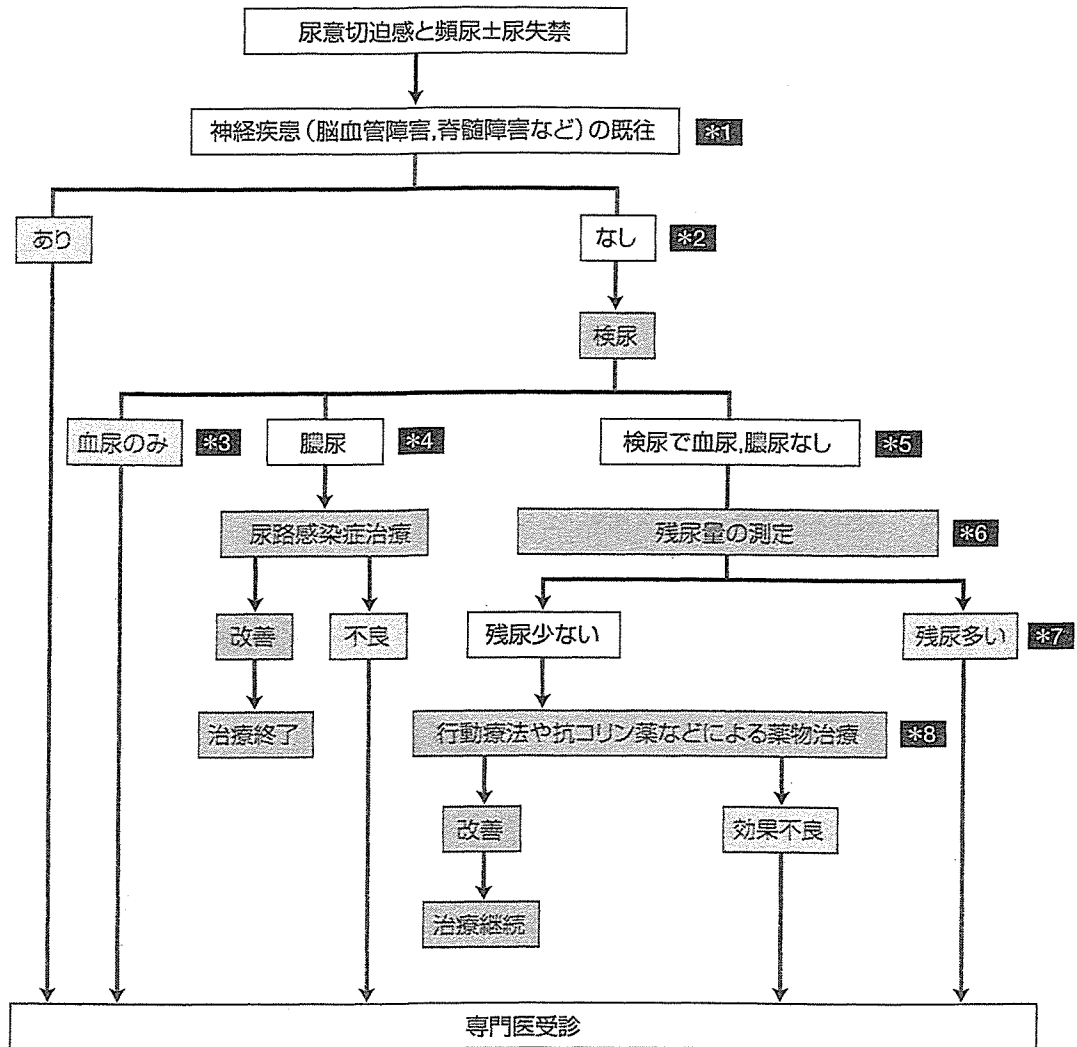 尿意切迫感と頻尿±尿失禁
神経疾患(脳血管障害,脊髄障害など)の既往 *1
あり
なし *2
検尿
血尿のみ *3
膿尿 *4
検尿で血尿,膿尿なし *5
尿路感染症治療
残尿量の測定 *6
改善
不良
残尿少ない
残尿多い *7
治療終了
行動療法や抗コリン薬などによる薬物治療 *8
改善
効果不良
治療継続
専門医受診